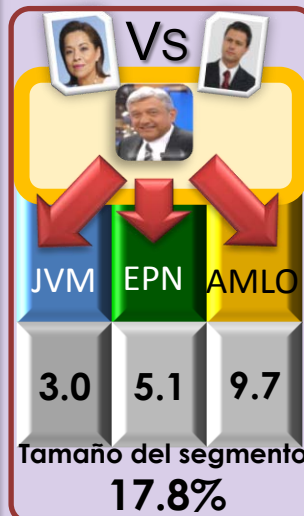 Vs
JVM EPN AMLO
3.0 5.1 9.7
Tamaño del segmento
17.8%